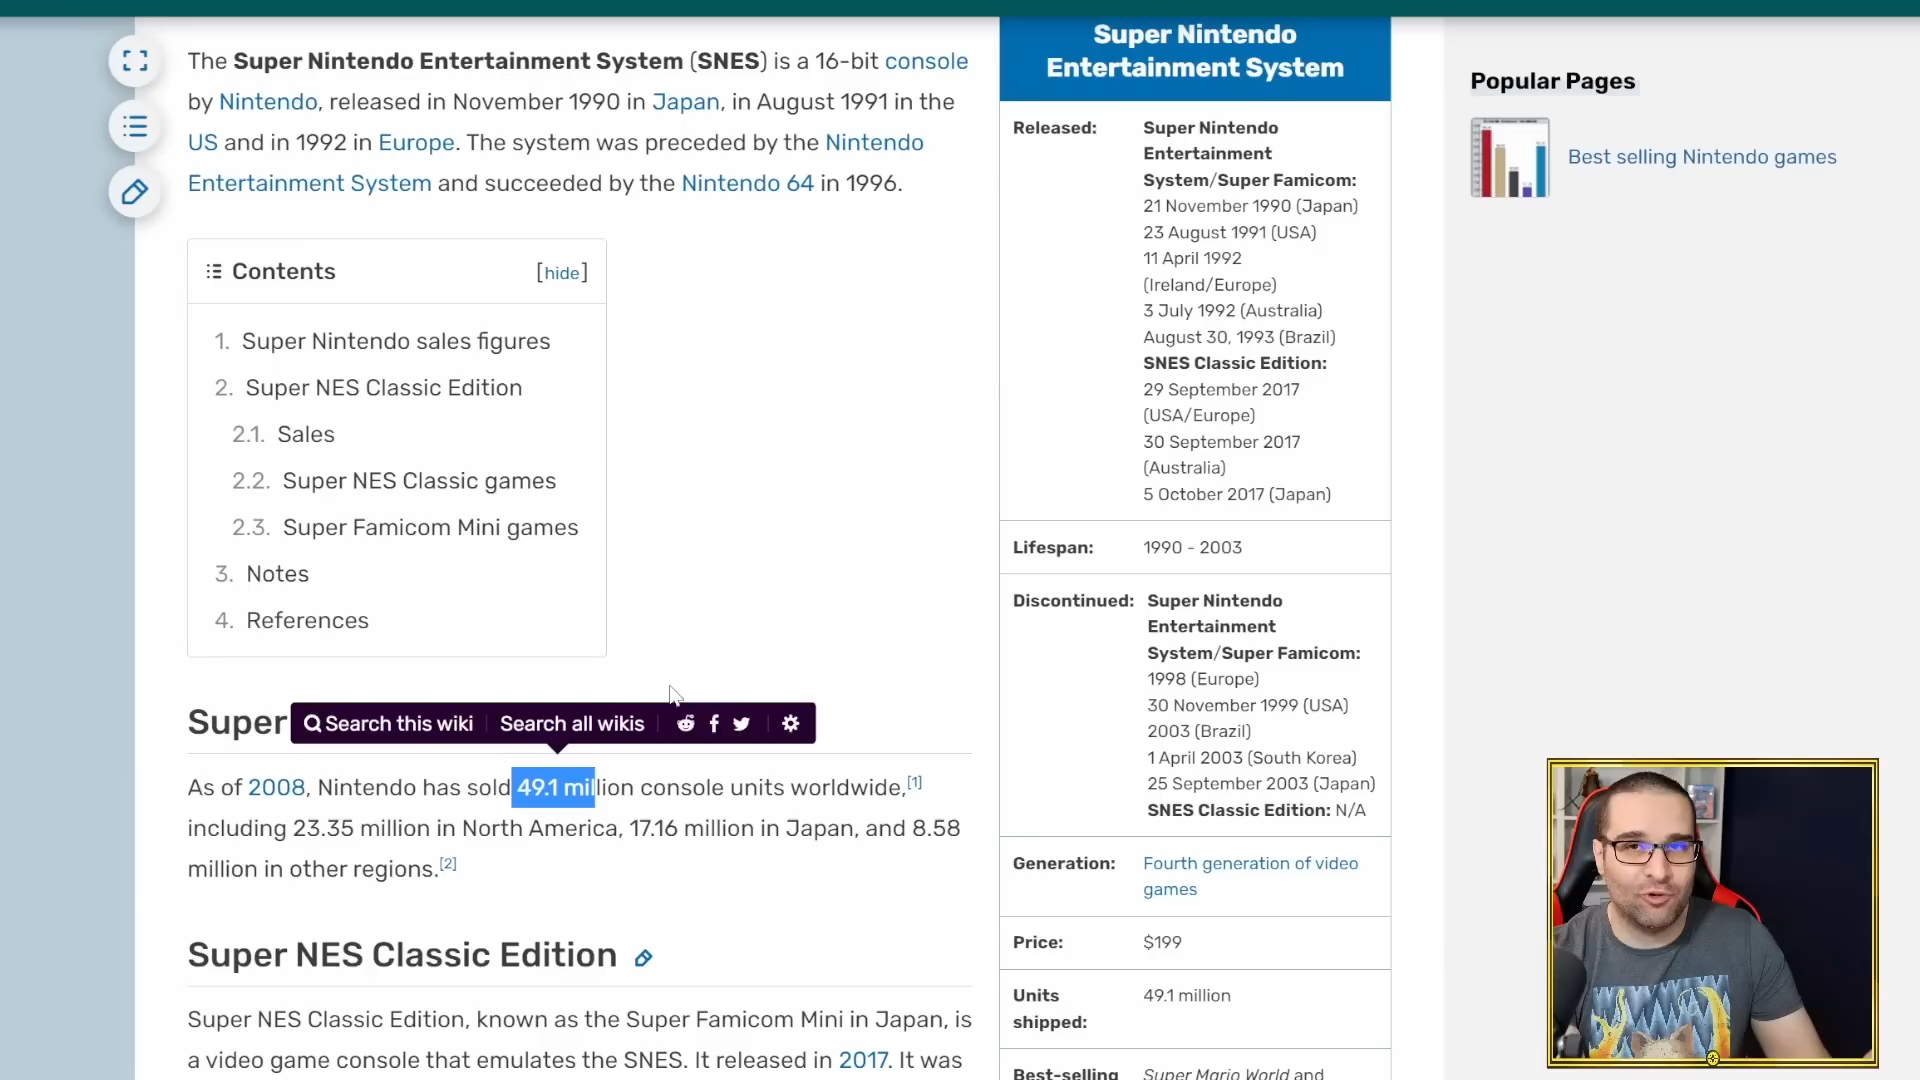 The Super Nintendo Entertainment System (SNES) is a 16-bit console
by Nintendo, released in November 1990 in Japan, in August 1991 in the
US and in 1992 in Europe. The system was preceded by the Nintendo
Entertainment System and succeeded by the Nintendo 64 in 1996.
Contents [hide]
1. Super Nintendo sales figures
2. Super NES Classic Edition
2.1. Sales
2.2. Super NES Classic games
2.3. Super Famicom Mini games
3. Notes
4. References
Super
Search this wiki Search all wikis
As of 2008, Nintendo has sold 49.1 million console units worldwide,[1]
including 23.35 million in North America, 17.16 million in Japan, and 8.58
million in other regions.[2]
Super NES Classic Edition
Super NES Classic Edition, known as the Super Famicom Mini in Japan, is
a video game console that emulates the SNES. It released in 2017. It was
Super Nintendo
Entertainment System
Released:
Super Nintendo
Entertainment
System/Super Famicom:
21 November 1990 (Japan)
23 August 1991 (USA)
11 April 1992
(Ireland/Europe)
3 July 1992 (Australia)
August 30, 1993 (Brazil)
SNES Classic Edition:
29 September 2017
(USA/Europe)
30 September 2017
(Australia)
5 October 2017 (Japan)
Lifespan: 1990 - 2003
Discontinued:
Super Nintendo
Entertainment
System/Super Famicom:
1998 (Europe)
30 November 1999 (USA)
2003 (Brazil)
1 April 2003 (South Korea)
25 September 2003 (Japan)
SNES Classic Edition: N/A
Generation: Fourth generation of video
games
Price: $199
Units
shipped:
49.1 million
Best-selling Super Mario World and
Popular Pages
Best selling Nintendo games